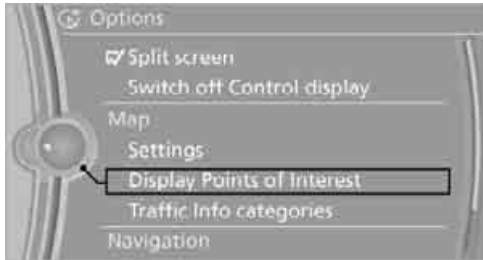 Options
Split screen
Switch off Control display
Map
Settings
Display Points of Interest
Traffic Info categories
Navigation